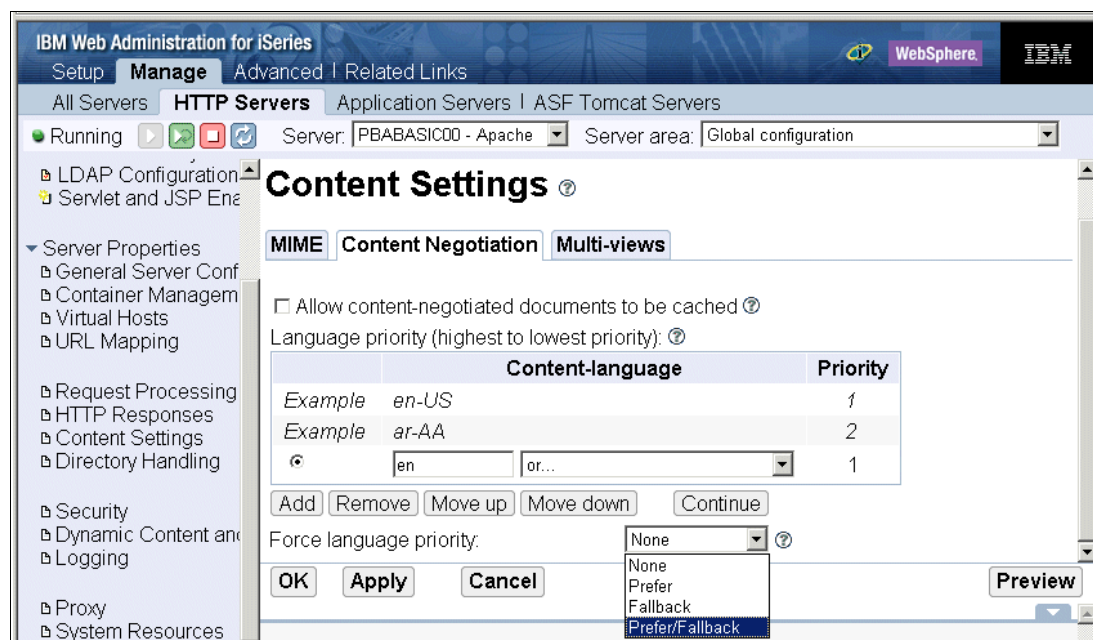 IBM Web Administration for iSeries
WebSphere. IBM
Setup Manage Advanced | Related Links
All Servers HTTP Servers Application Servers | ASF Tomcat Servers
Running Server: PBABASIC00 - Apache Server area: Global configuration
LDAP Configuration
Servlet and JSP Ena
Server Properties
General Server Conf
Container Managem
Virtual Hosts
URL Mapping
Request Processing
HTTP Responses
Content Settings
Directory Handling
Security
Dynamic Content and
Logging
Proxy
System Resources
Content Settings ?
MIME Content Negotiation Multi-views
Allow content-negotiated documents to be cached ?
Language priority (highest to lowest priority): ?
Content-language Priority
Example en-US 1
Example ar-AA 2
en or... 1
Add Remove Move up Move down Continue
Force language priority: None ?
None
Prefer
Fallback
Prefer/Fallback
OK Apply Cancel Preview